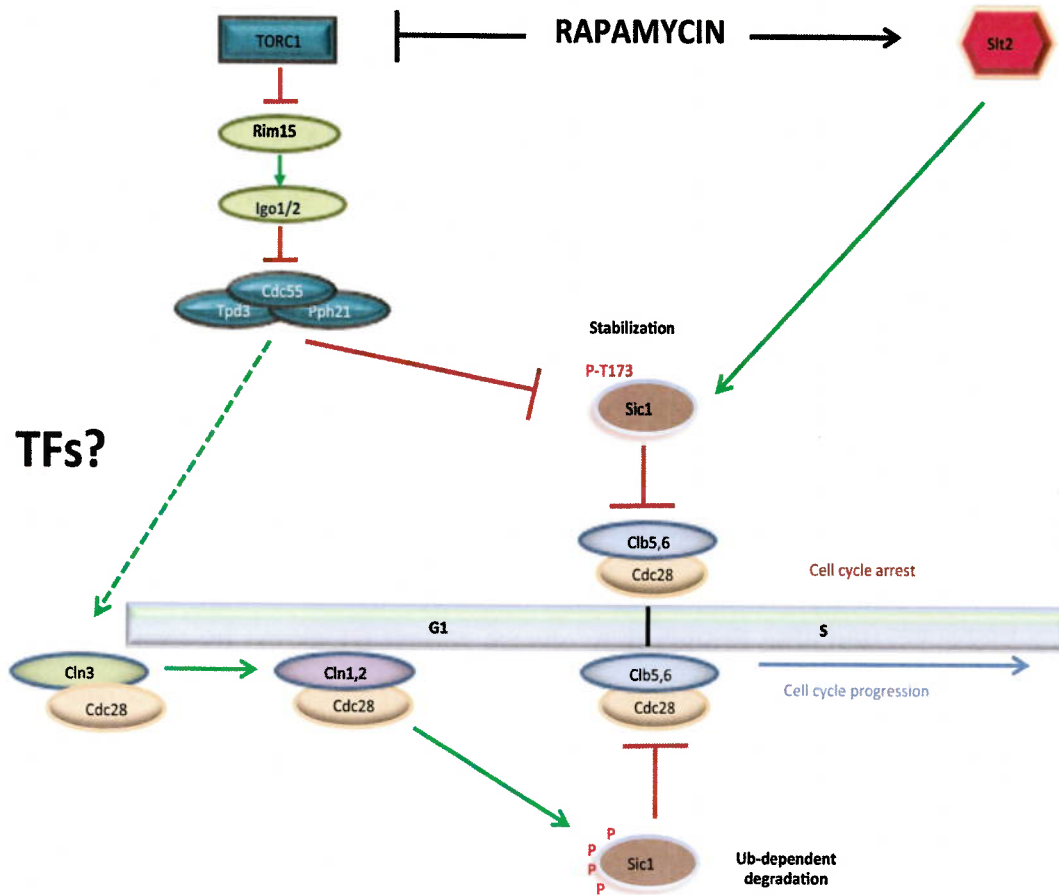 TORC1
RAPAMYCIN
Slt2
Rim15
Igo1/2
Cdc55
Tpd3
Pph21
Stabilization
P-T173
Sic1
TFs?
Clb5,6
Cdc28
Cell cycle arrest
G1
S
Cln3
Cdc28
Cln1,2
Cdc28
Clb5,6
Cdc28
Cell cycle progression
P
P
P
P
Sic1
Ub-dependent
degradation